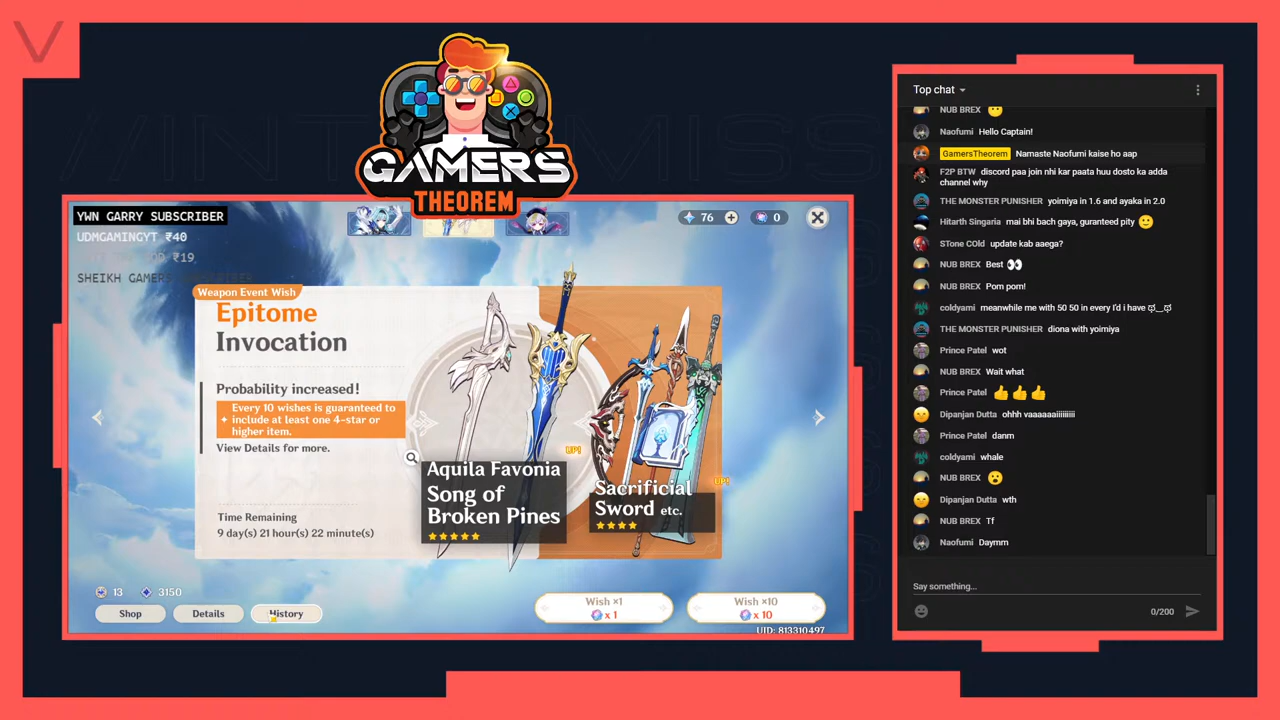 GAMERS
THEOREM
YWN GARRY SUBSCRIBER
UDMGAMINGYT ₹40
₹19
SHEIKH GAMERS
76
0
Weapon Event Wish
Epitome
Invocation
Probability increased!
Every 10 wishes is guaranteed to
include at least one 4-star or
higher item.
View Details for more.
UP!
Aquila Favonia
Song of
Broken Pines
UP!
Sacrificial
Sword etc.
Time Remaining
9 day(s) 21 hour(s) 22 minute(s)
13
3150
Shop
Details
History
Wish ×1
x 1
Wish ×10
x 10
UID: 813310497
Top chat
NUB BREX
Naofumi Hello Captain!
GamersTheorem Namaste Naofumi kaise ho aap
F2P BTW discord paa join nhi kar paata huu dosto ka adda
channel why
THE MONSTER PUNISHER yoimiya in 1.6 and ayaka in 2.0
Hitarth Singaria mai bhi bach gaya, guranteed pity
STone COld update kab aaega?
NUB BREX Best
NUB BREX Pom pom!
coldyami meanwhile me with 50 50 in every I'd i have ಥ__ಥ
THE MONSTER PUNISHER diona with yoimiya
Prince Patel wot
NUB BREX Wait what
Prince Patel
Dipanjan Dutta ohhh vaaaaaaiiiiiiiii
Prince Patel danm
coldyami whale
NUB BREX
Dipanjan Dutta wth
NUB BREX Tf
Naofumi Daymm
Say something...
0/200